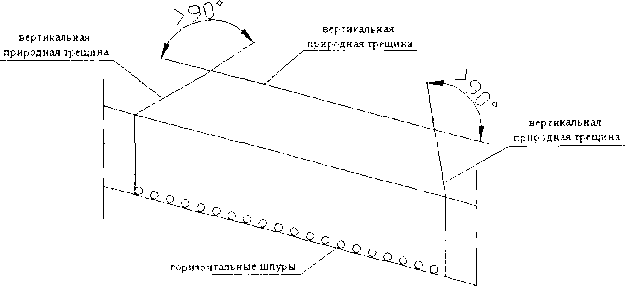 >90°
вертикальная
природная трещина
вертикальная
природная трещина
>90°
вертикальная
природная трещина
горизонтальные шпуры